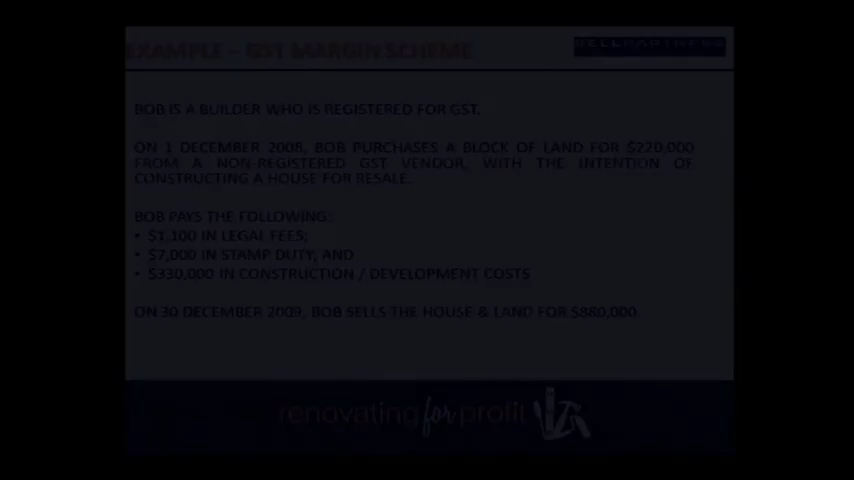 EXAMPLE – GST MARGIN SCHEME
BELL PARTNERS
BOB IS A BUILDER WHO IS REGISTERED FOR GST.
ON 1 DECEMBER 2008, BOB PURCHASES A BLOCK OF LAND FOR $220,000
FROM A NON-REGISTERED GST VENDOR, WITH THE INTENTION OF
CONSTRUCTING A HOUSE FOR RESALE.
BOB PAYS THE FOLLOWING:
• $1,100 IN LEGAL FEES;
• $7,000 IN STAMP DUTY; AND
• $330,000 IN CONSTRUCTION / DEVELOPMENT COSTS
ON 30 DECEMBER 2009, BOB SELLS THE HOUSE & LAND FOR $880,000.
renovating for profit